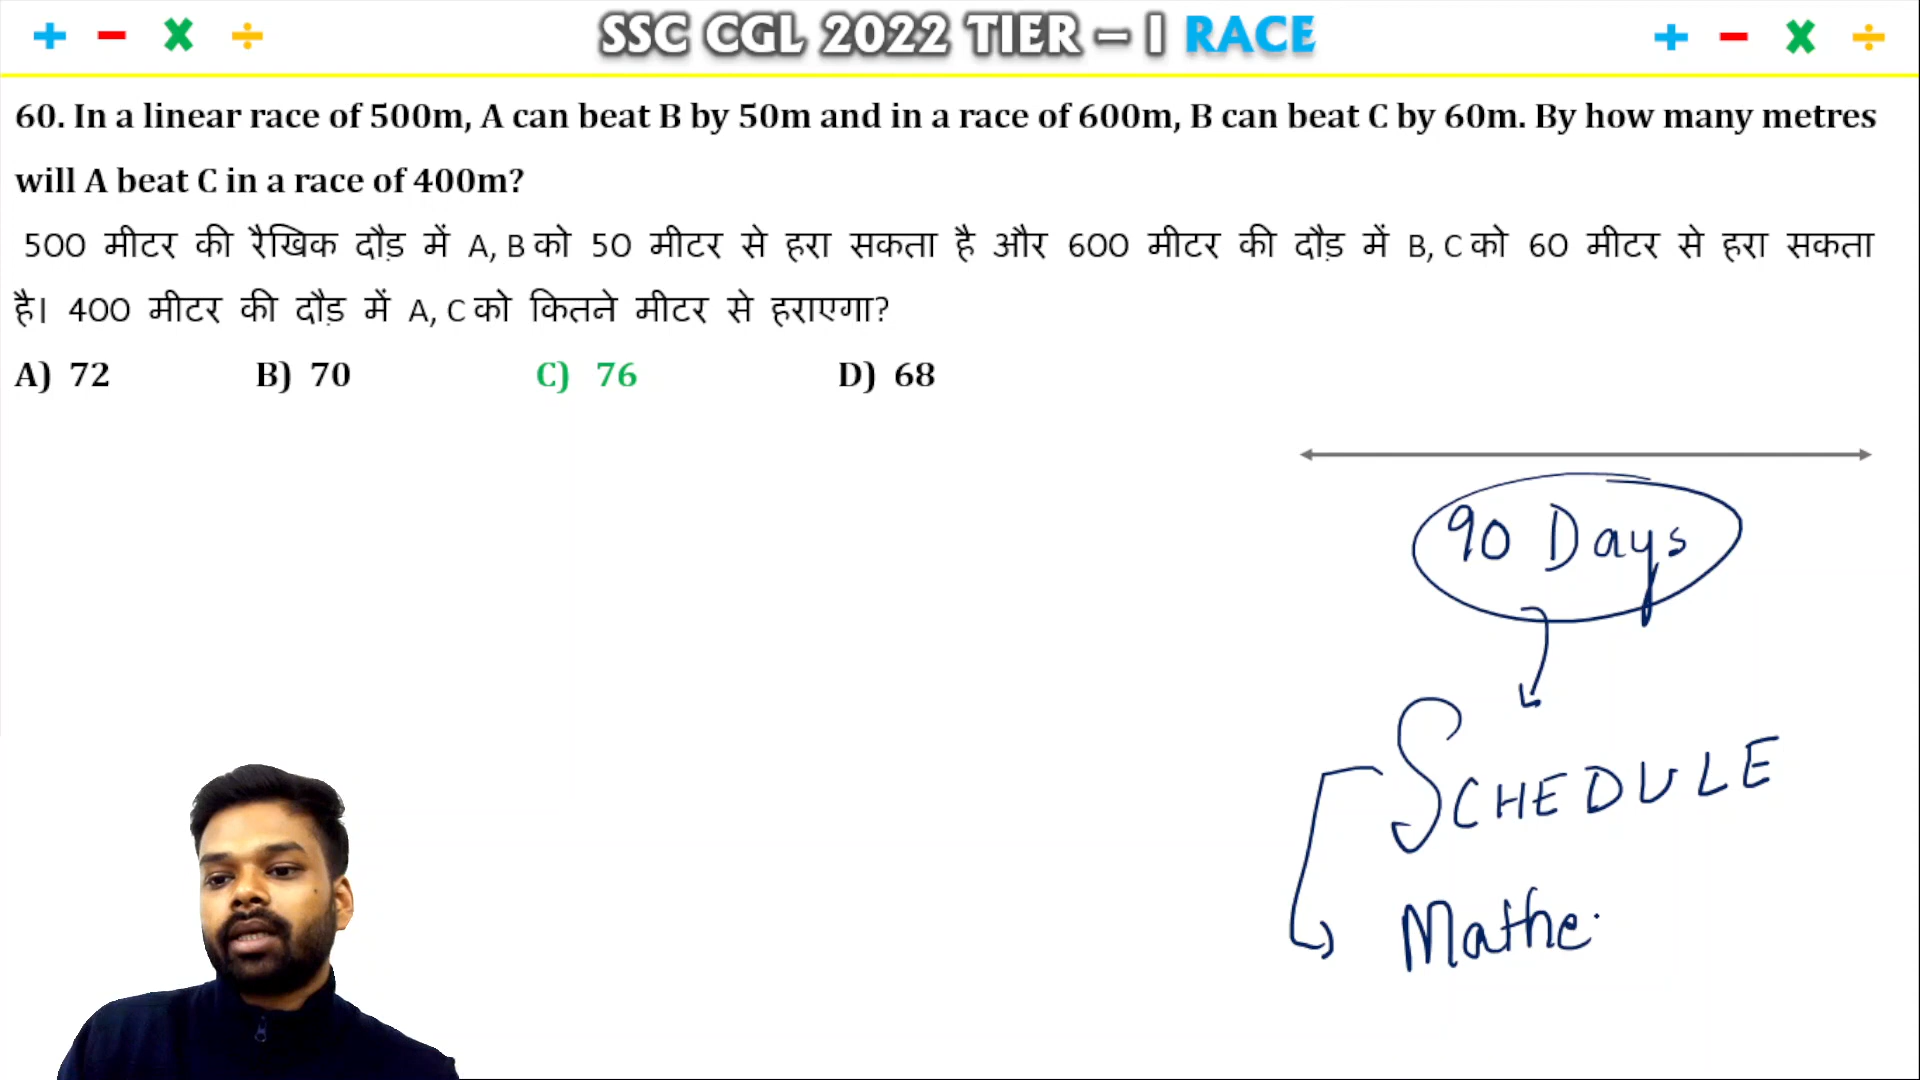 + − × ÷ SSC CGL 2022 TIER – I RACE + − × ÷
60. In a linear race of 500m, A can beat B by 50m and in a race of 600m, B can beat C by 60m. By how many metres
will A beat C in a race of 400m?
500 मीटर की रैखिक दौड़ में A, B को 50 मीटर से हरा सकता है और 600 मीटर की दौड़ में B, C को 60 मीटर से हरा सकता
है। 400 मीटर की दौड़ में A, C को कितने मीटर से हराएगा?
A) 72 B) 70 C) 76 D) 68
90 Days
SCHEDULE
Mathe